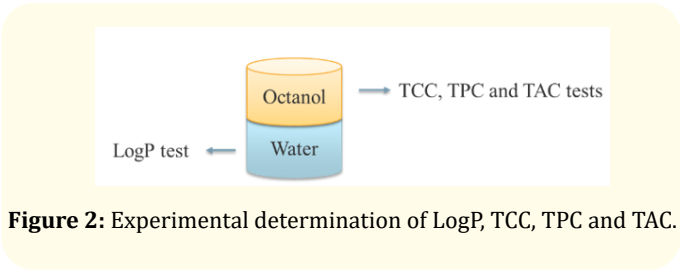 Octanol
TCC, TPC and TAC tests
LogP test
Water
Figure 2: Experimental determination of LogP, TCC, TPC and TAC.